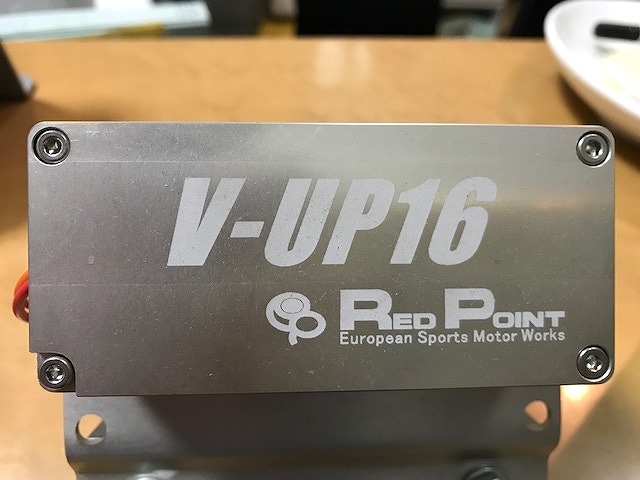 V-UP16
RED POINT
European Sports Motor Works